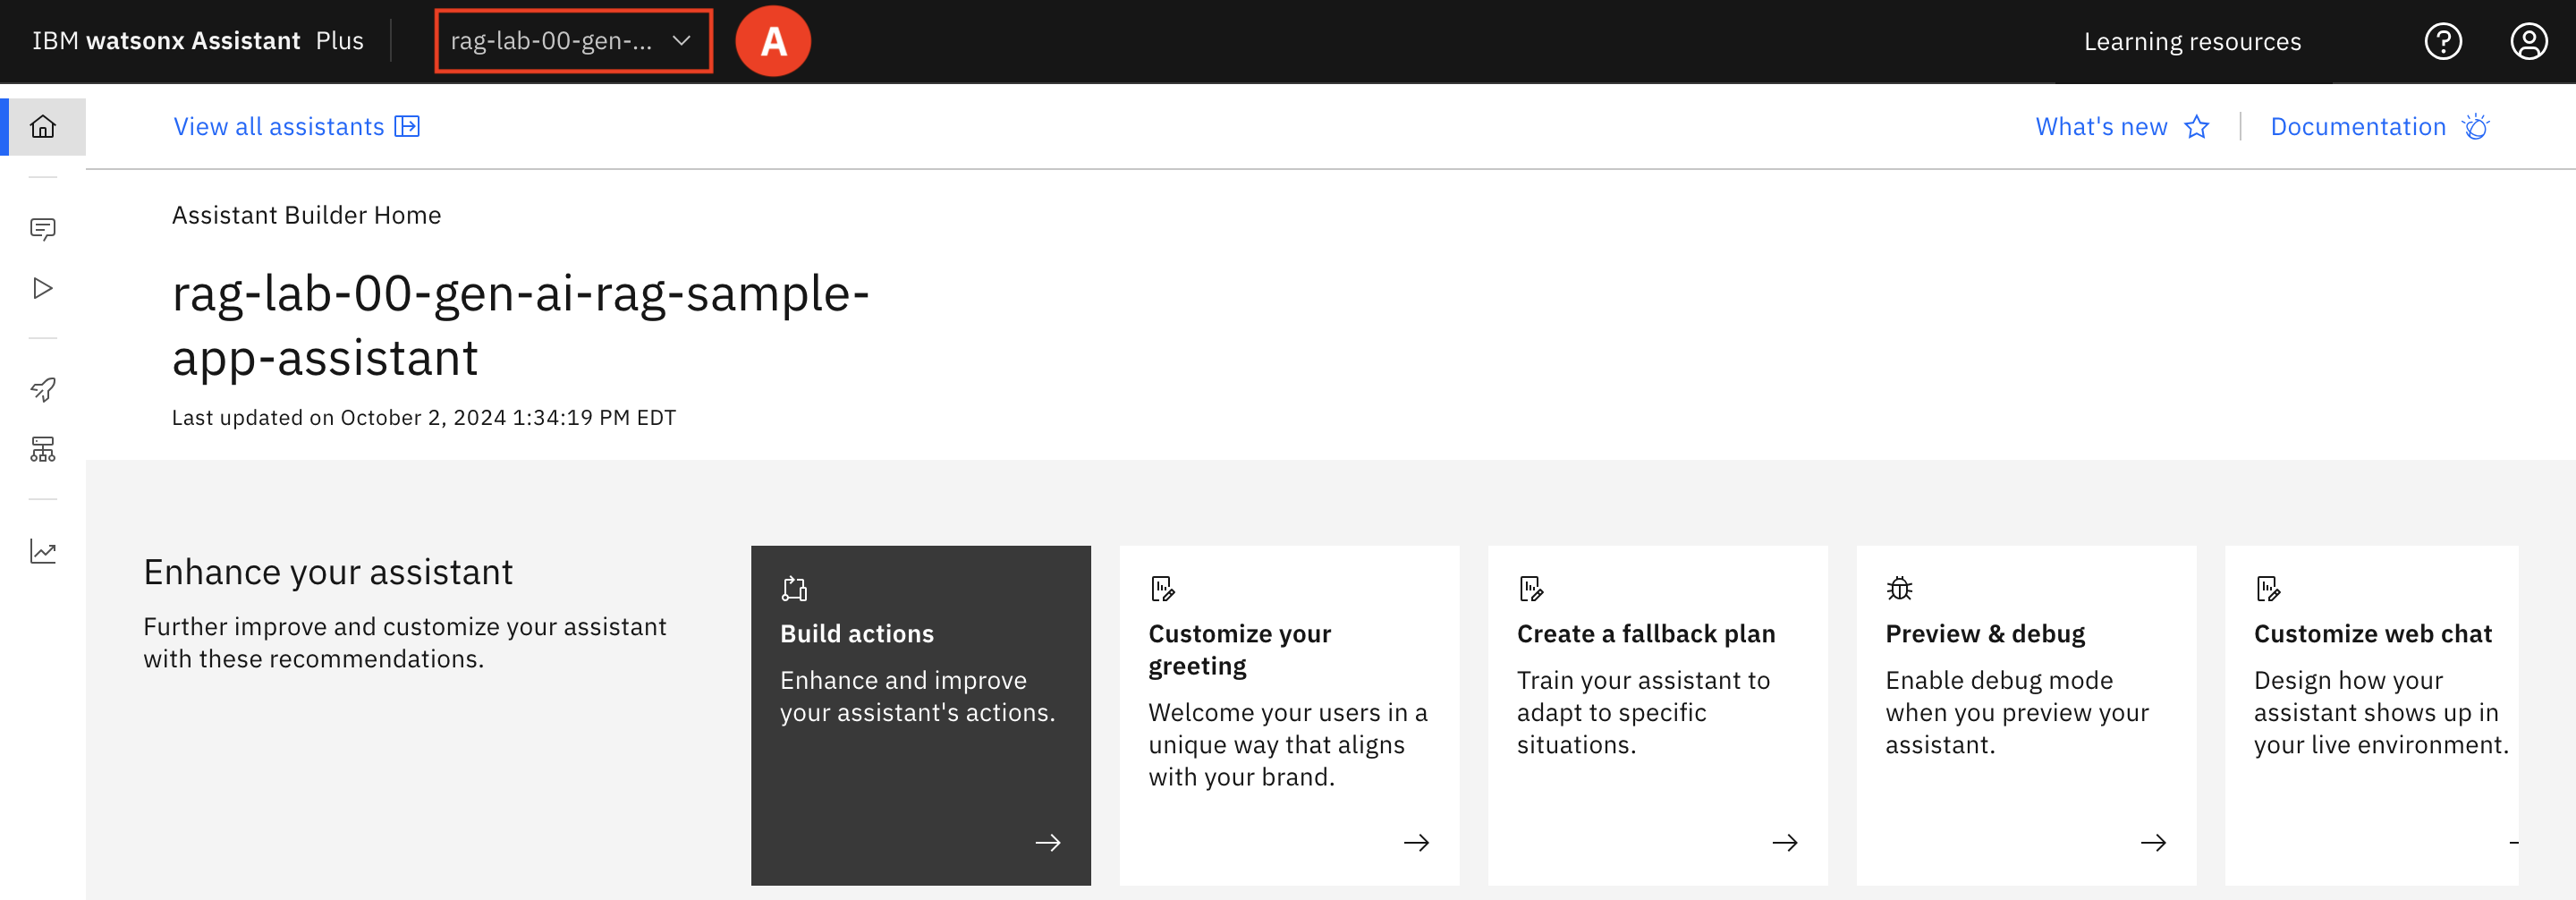 IBM watsonx Assistant Plus
rag-lab-00-gen-...
A
Learning resources
?
View all assistants
What's new
Documentation
Assistant Builder Home
rag-lab-00-gen-ai-rag-sample-
app-assistant
Last updated on October 2, 2024 1:34:19 PM EDT
Enhance your assistant
Further improve and customize your assistant
with these recommendations.
Build actions
Enhance and improve
your assistant's actions.
Customize your
greeting
Welcome your users in a
unique way that aligns
with your brand.
Create a fallback plan
Train your assistant to
adapt to specific
situations.
Preview & debug
Enable debug mode
when you preview your
assistant.
Customize web chat
Design how your
assistant shows up in
your live environment.